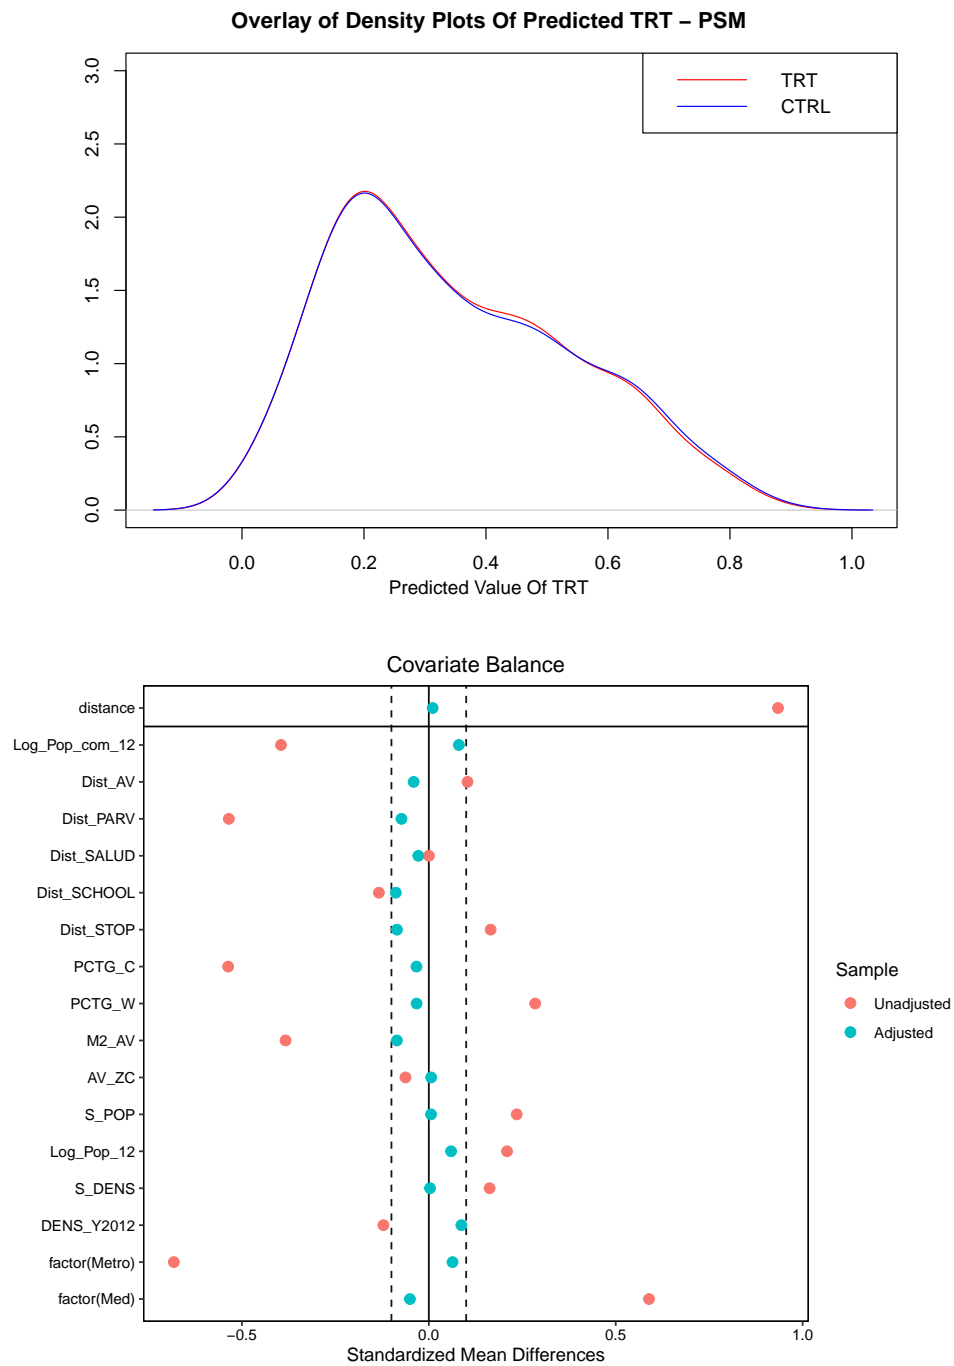 Overlay of Density Plots Of Predicted TRT − PSM
TRT
CTRL
3.0
2.5
2.0
1.5
1.0
0.5
0.0
0.0 0.2 0.4 0.6 0.8 1.0
Predicted Value Of TRT
Covariate Balance
distance
Log_Pop_com_12
Dist_AV
Dist_PARV
Dist_SALUD
Dist_SCHOOL
Dist_STOP
PCTG_C
PCTG_W
M2_AV
AV_ZC
S_POP
Log_Pop_12
S_DENS
DENS_Y2012
factor(Metro)
factor(Med)
−0.5 0.0 0.5 1.0
Standardized Mean Differences
Sample
Unadjusted
Adjusted